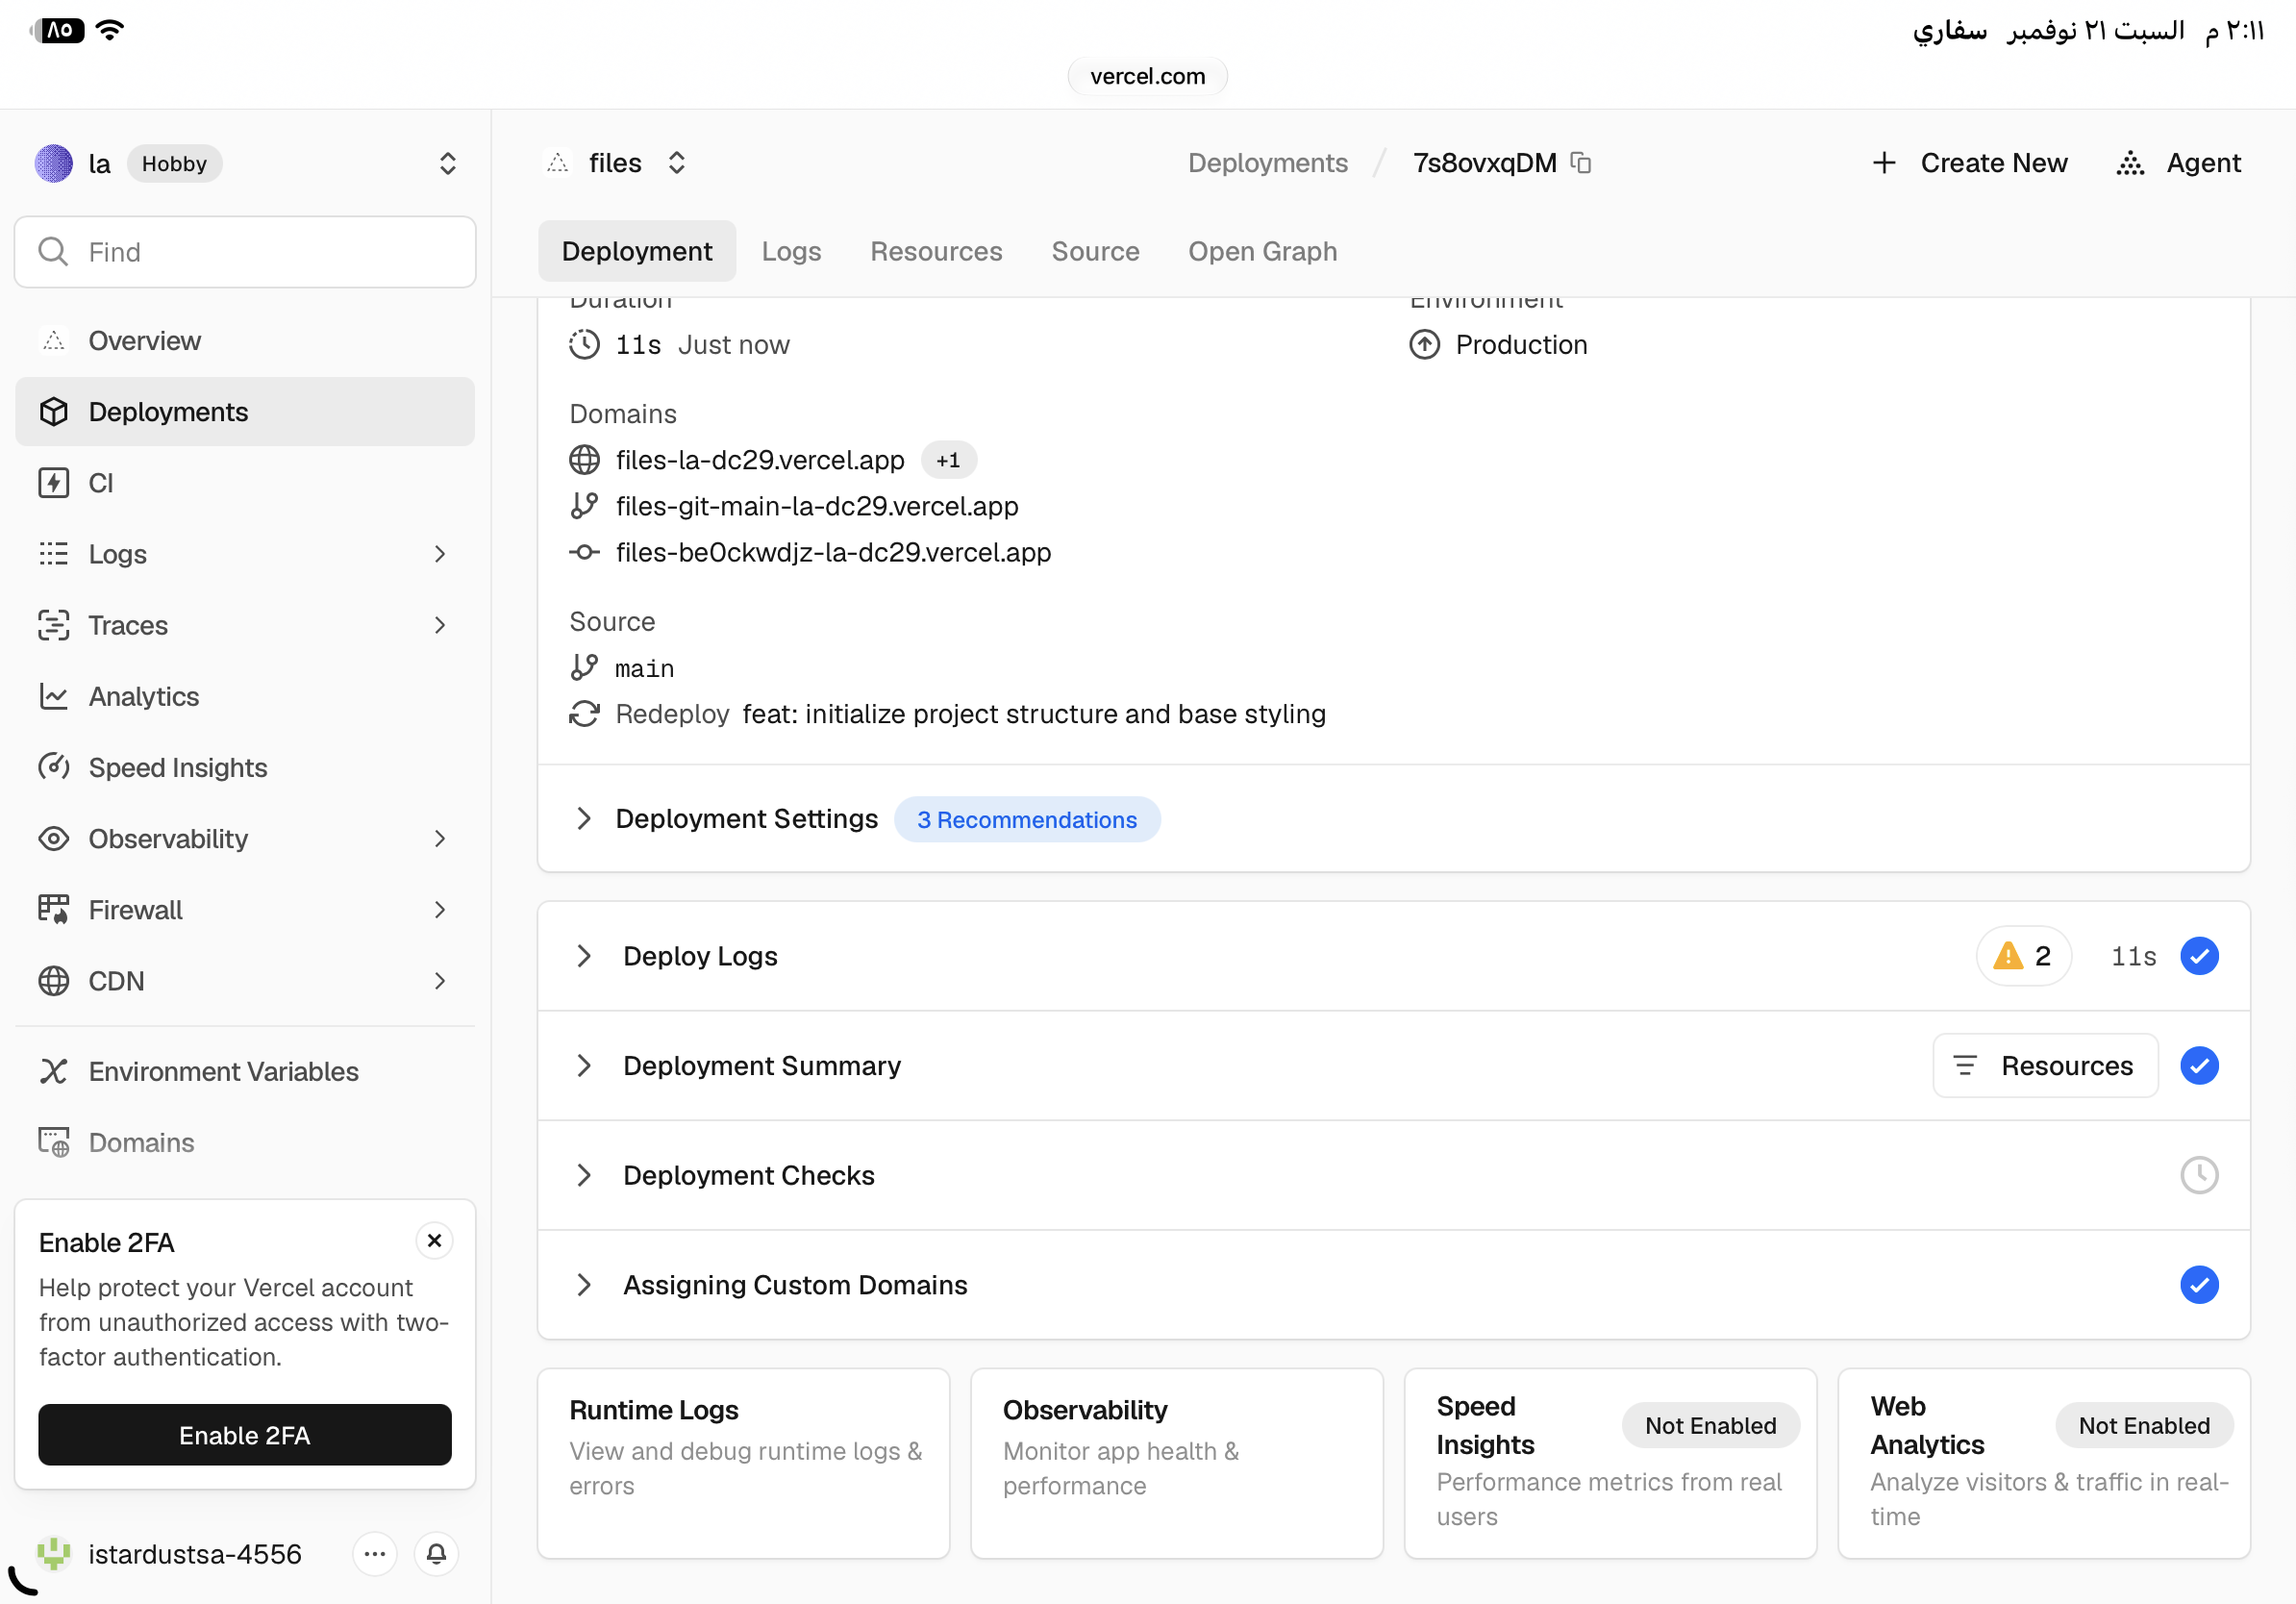 ٨٥
٢:١١ م السبت ٢١ نوفمبر سفاري
vercel.com
la Hobby
Find
Overview
Deployments
CI
Logs
Traces
Analytics
Speed Insights
Observability
Firewall
CDN
Environment Variables
Domains
Enable 2FA
Help protect your Vercel account
from unauthorized access with two-
factor authentication.
Enable 2FA
istardustsa-4556
files
Deployments / 7s8ovxqDM
Create New
Agent
Deployment Logs Resources Source Open Graph
Duration
Environment
11s Just now
Production
Domains
files-la-dc29.vercel.app +1
files-git-main-la-dc29.vercel.app
files-be0ckwdjz-la-dc29.vercel.app
Source
main
Redeploy feat: initialize project structure and base styling
Deployment Settings 3 Recommendations
Deploy Logs 2 11s
Deployment Summary Resources
Deployment Checks
Assigning Custom Domains
Runtime Logs
View and debug runtime logs &
errors
Observability
Monitor app health &
performance
Speed
Insights
Not Enabled
Performance metrics from real
users
Web
Analytics
Not Enabled
Analyze visitors & traffic in real-
time